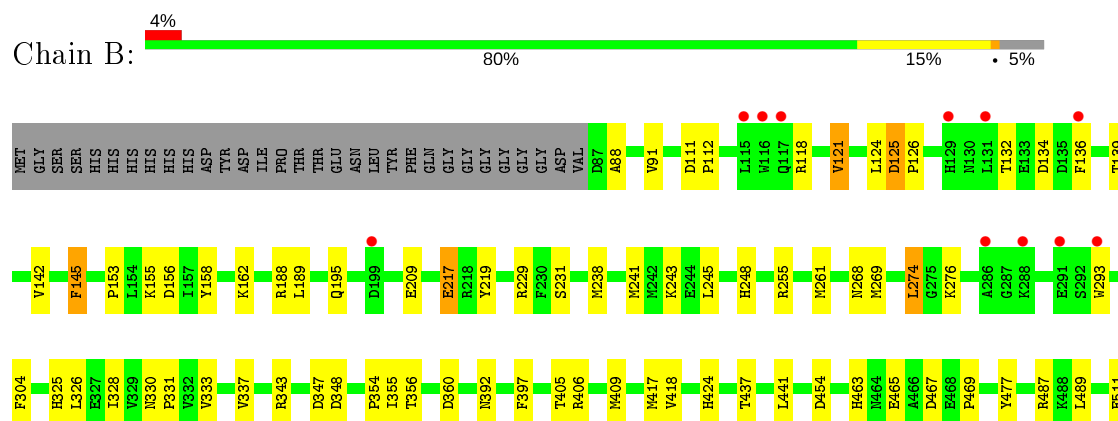 4%
Chain B:
80% 15% • 5%
MET GLY SER SER HIS HIS HIS HIS HIS HIS ASP TYR ASP ILE PRO THR THR GLU ASN LEU TYR PHE GLN GLY GLY GLY GLY GLY GLY ASP VAL D87 A88 V91 D111 P112 L115 W116 Q117 R118 V121 L124 D125 P126 H129 N130 L131 T132 E133 D134 D135 F136 T139
V142 F145 P153 L154 K155 D156 I157 Y158 K162 R188 L189 Q195 D199 E209 E217 R218 Y219 R229 F230 S231 M238 M241 M242 K243 E244 L245 H248 R255 M261 N268 M269 L274 G275 K276 A286 G287 K288 E291 S292 W293
F304 H325 L326 E327 I328 V329 N330 P331 V332 V333 V337 R343 D347 D348 P354 I355 T356 D360 N392 F397 T405 R406 M409 M417 V418 H424 T437 L441 D454 H463 N464 E465 A466 D467 E468 P469 Y477 R487 K488 L489